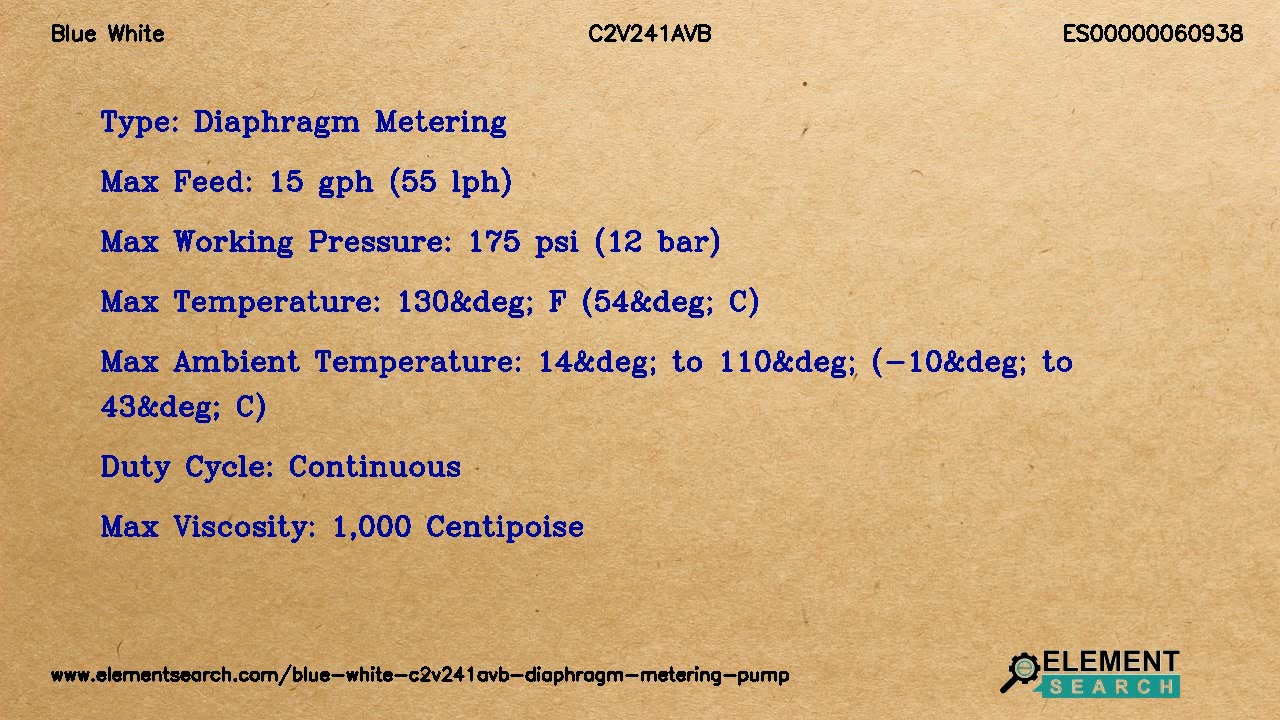 Blue White
C2V241AVB
ES00000060938
Type: Diaphragm Metering
Max Feed: 15 gph (55 lph)
Max Working Pressure: 175 psi (12 bar)
Max Temperature: 130&deg; F (54&deg; C)
Max Ambient Temperature: 14&deg; to 110&deg; (-10&deg; to
43&deg; C)
Duty Cycle: Continuous
Max Viscosity: 1,000 Centipoise
www.elementsearch.com/blue-white-c2v241avb-diaphragm-metering-pump
ELEMENT
SEARCH